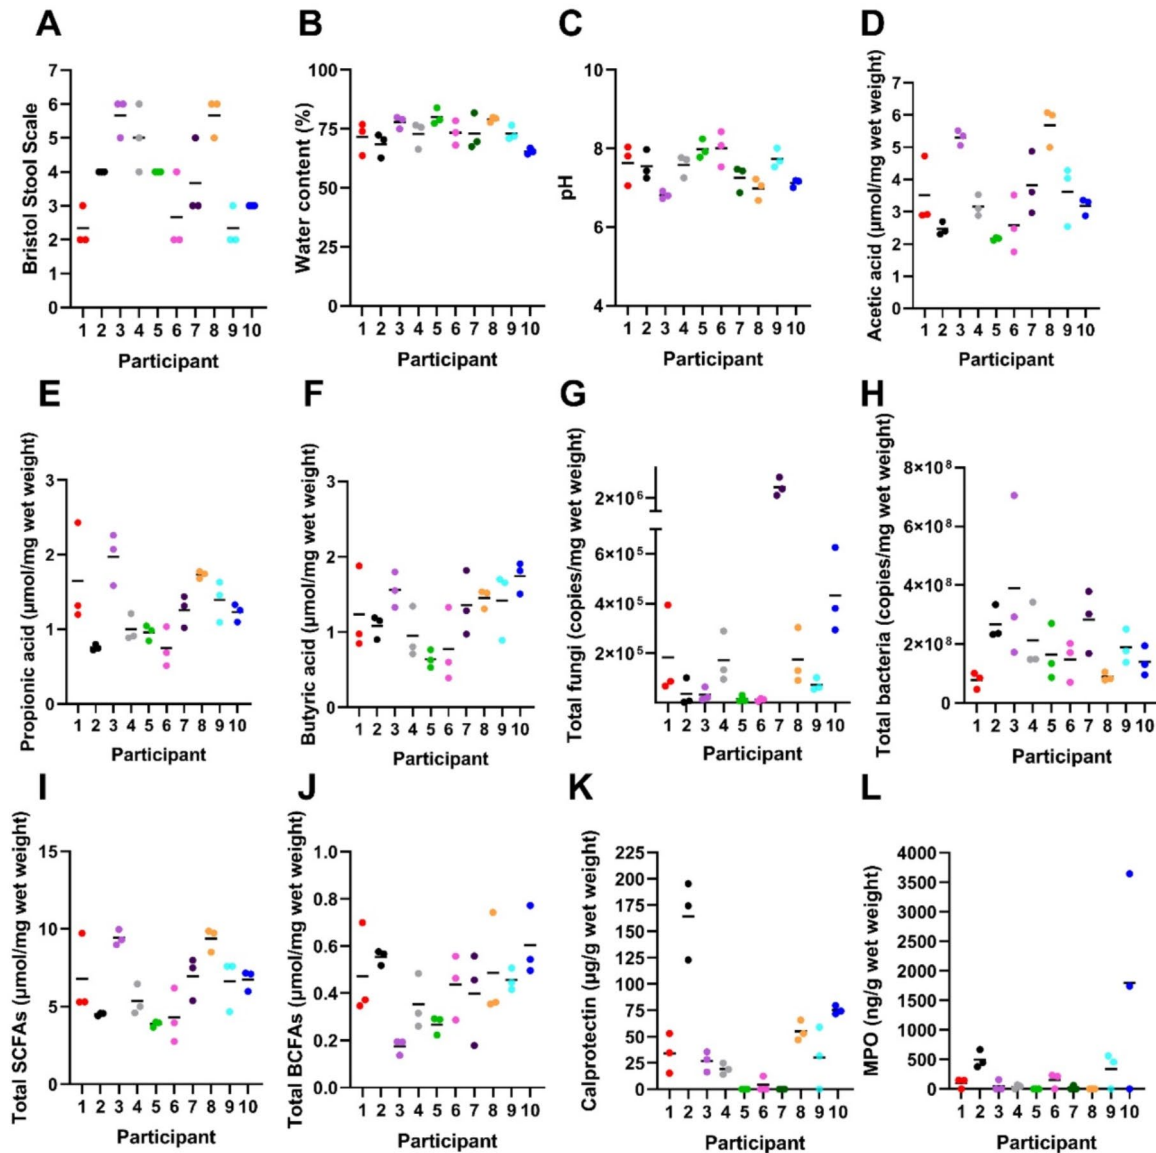 A
B
C
D
Bristol Stool Scale
7
6
5
4
3
2
1
0
1 2 3 4 5 6 7 8 9 10
Participant
Water content (%)
100
75
50
25
0
1 2 3 4 5 6 7 8 9 10
Participant
pH
10
8
6
4
1 2 3 4 5 6 7 8 9 10
Participant
Acetic acid (µmol/mg wet weight)
7
6
5
4
3
2
1
0
1 2 3 4 5 6 7 8 9 10
Participant
E
F
G
H
Propionic acid (µmol/mg wet weight)
3
2
1
0
1 2 3 4 5 6 7 8 9 10
Participant
Butyric acid (µmol/mg wet weight)
3
2
1
0
1 2 3 4 5 6 7 8 9 10
Participant
Total fungi (copies/mg wet weight)
2×10⁶
6×10⁵
4×10⁵
2×10⁵
1 2 3 4 5 6 7 8 9 10
Participant
Total bacteria (copies/mg wet weight)
8×10⁸
6×10⁸
4×10⁸
2×10⁸
0
1 2 3 4 5 6 7 8 9 10
Participant
I
J
K
L
Total SCFAs (µmol/mg wet weight)
15
10
5
0
1 2 3 4 5 6 7 8 9 10
Participant
Total BCFAs (µmol/mg wet weight)
1.0
0.8
0.6
0.4
0.2
0.0
1 2 3 4 5 6 7 8 9 10
Participant
Calprotectin (µg/g wet weight)
225
200
175
150
125
100
75
50
25
0
1 2 3 4 5 6 7 8 9 10
Participant
MPO (ng/g wet weight)
4000
3500
3000
2500
2000
1500
1000
500
0
1 2 3 4 5 6 7 8 9 10
Participant